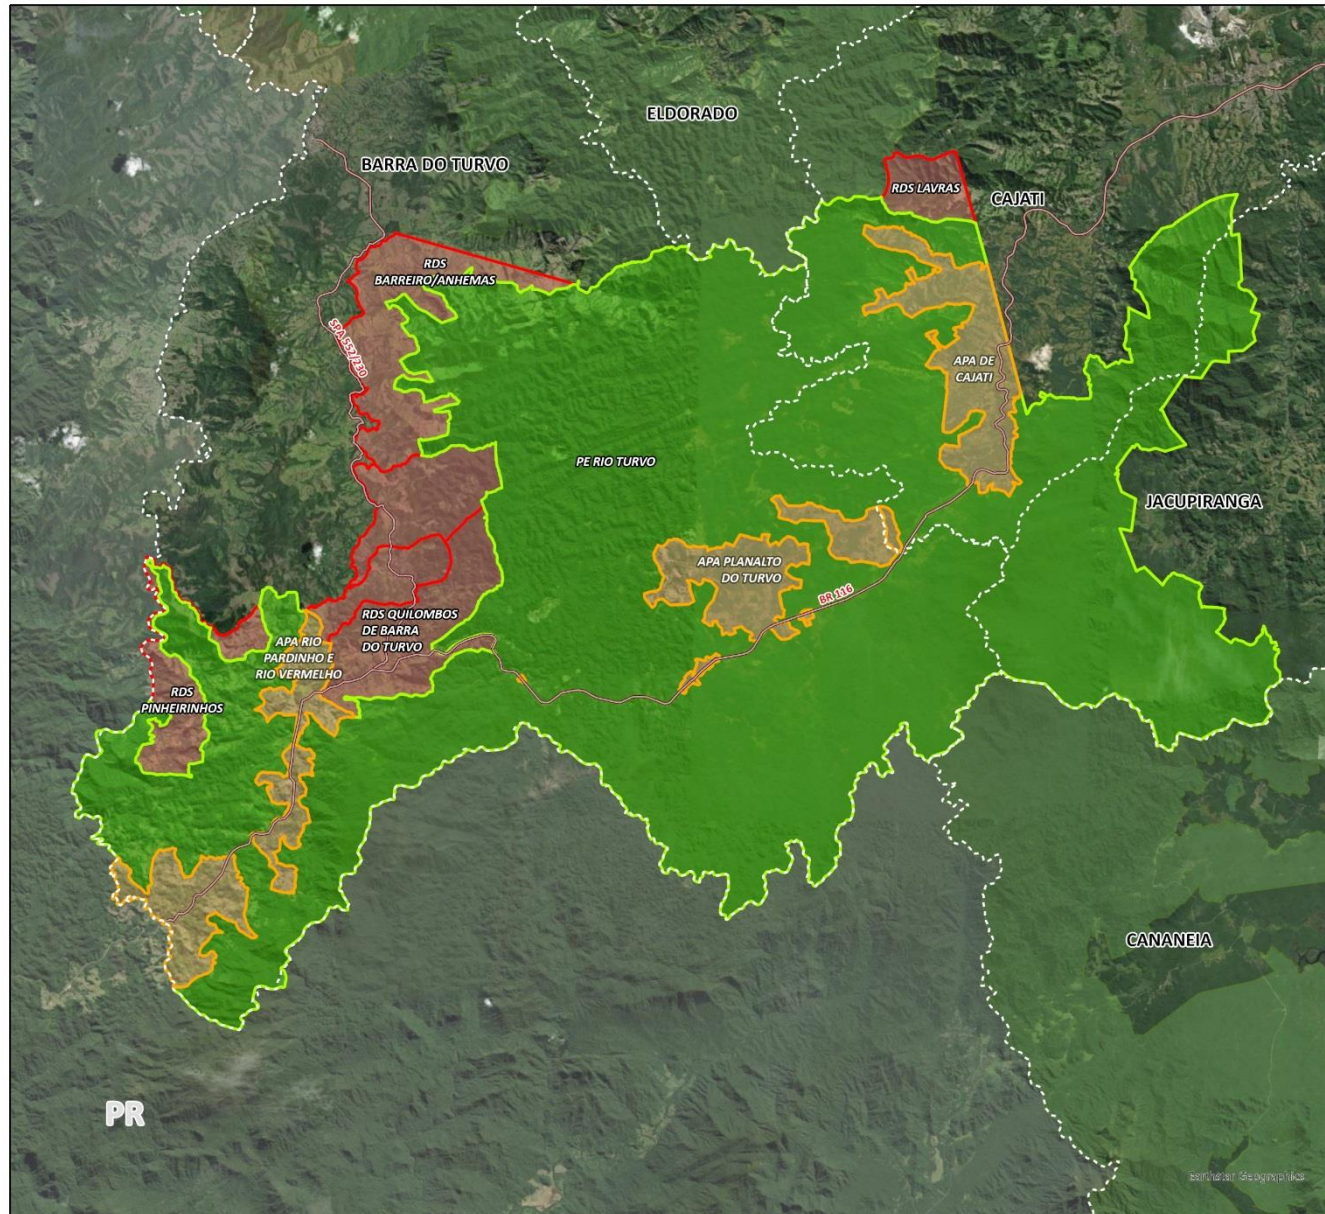 ELDORADO
BARRA DO TURVO
RDS LAVRAS
CAJATI
RDS
BARREIRO/ANHEMAS
SPA 552/230
APA DE
CAJATI
PE RIO TURVO
JACUPIRANGA
APA PLANALTO
DO TURVO
BR 116
RDS QUILOMBOS
DE BARRA
DO TURVO
APA RIO
PARDINHO E
RIO VERMELHO
RDS
PINHEIRINHOS
CANANEIA
PR
Earthstar Geographics